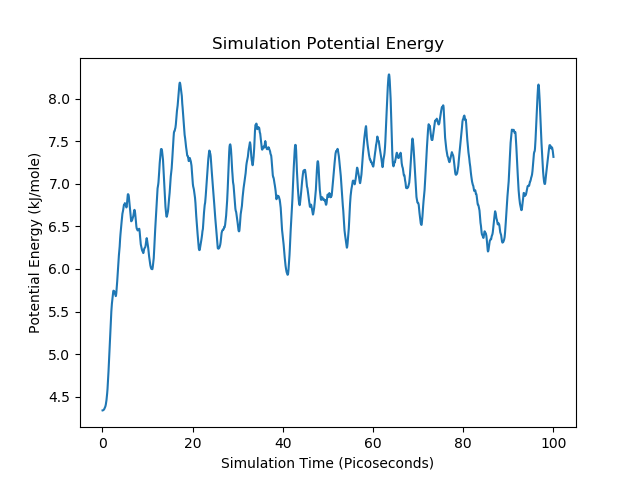 Simulation Potential Energy
Potential Energy (kJ/mole)
8.0
7.5
7.0
6.5
6.0
5.5
5.0
4.5
0 20 40 60 80 100
Simulation Time (Picoseconds)